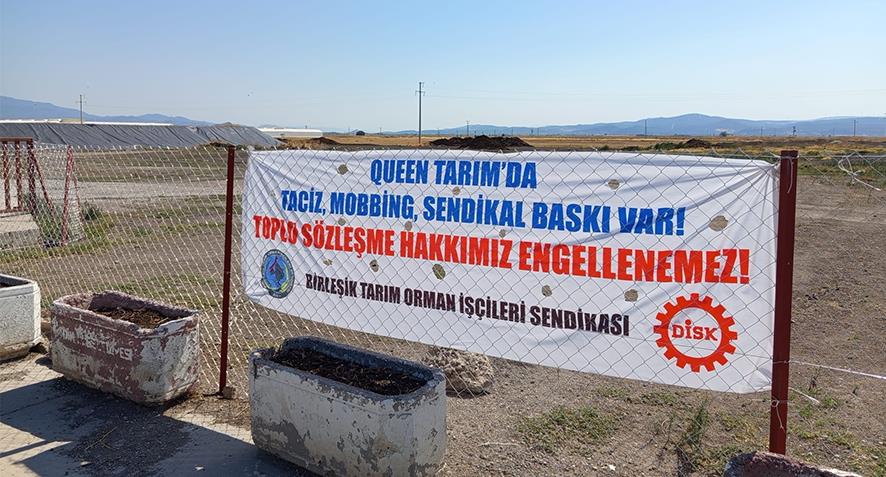 QUEEN TARIM'DA
TACİZ, MOBBİNG, SENDİKAL BASKI VAR!
TOPLU SÖZLEŞME HAKKIMIZ ENGELLENEMEZ!
BİRLEŞİK TARIM ORMAN İŞÇİLERİ SENDİKASI
DİSK